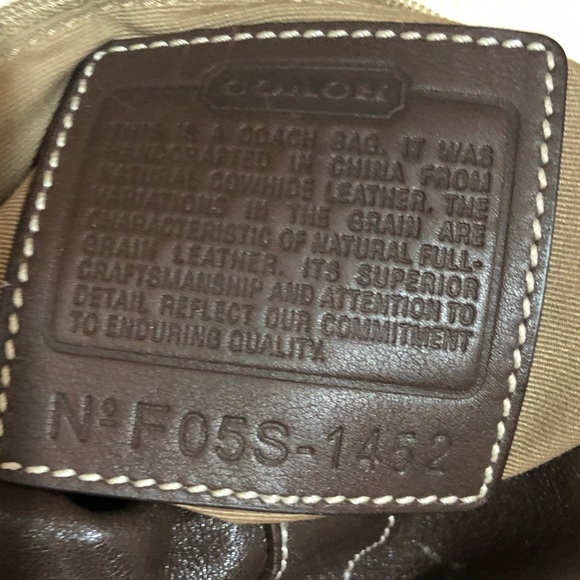 COACH
THIS IS A COACH BAG. IT WAS
HANDCRAFTED IN CHINA FROM
NATURAL COWHIDE LEATHER. THE
VARIATIONS IN THE GRAIN ARE
CHARACTERISTIC OF NATURAL FULL-
GRAIN LEATHER. ITS SUPERIOR
CRAFTSMANSHIP AND ATTENTION TO
DETAIL REFLECT OUR COMMITMENT
TO ENDURING QUALITY.
Nº F05S-1452